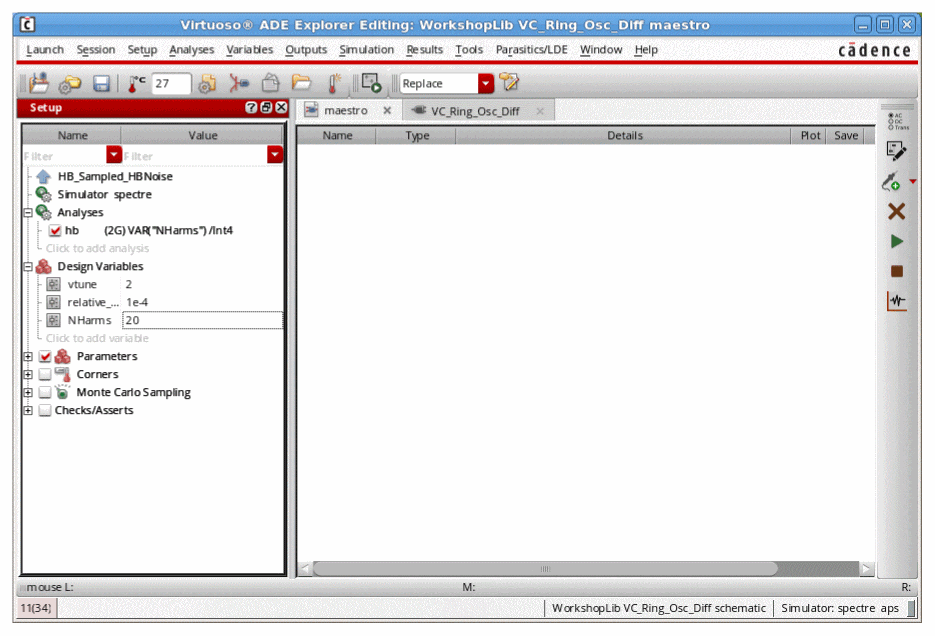 Virtuoso® ADE Explorer Editing: WorkshopLib VC_Ring_Osc_Diff maestro
Launch Session Setup Analyses Variables Outputs Simulation Results Tools Parasitics/LDE Window Help cādence
°C 27 Replace
Setup
maestro VC_Ring_Osc_Diff
Name Value
Name Type Details Plot Save
Filter Filter
HB_Sampled_HBNoise
Simulator spectre
Analyses
hb (2G) VAR("NHarms") /Int4
Click to add analysis
Design Variables
vtune 2
relative_... 1e-4
NHarms 20
Click to add variable
Parameters
Corners
Monte Carlo Sampling
Checks/Asserts
AC
DC
Trans
mouse L: M: R:
11(34) WorkshopLib VC_Ring_Osc_Diff schematic Simulator: spectre aps